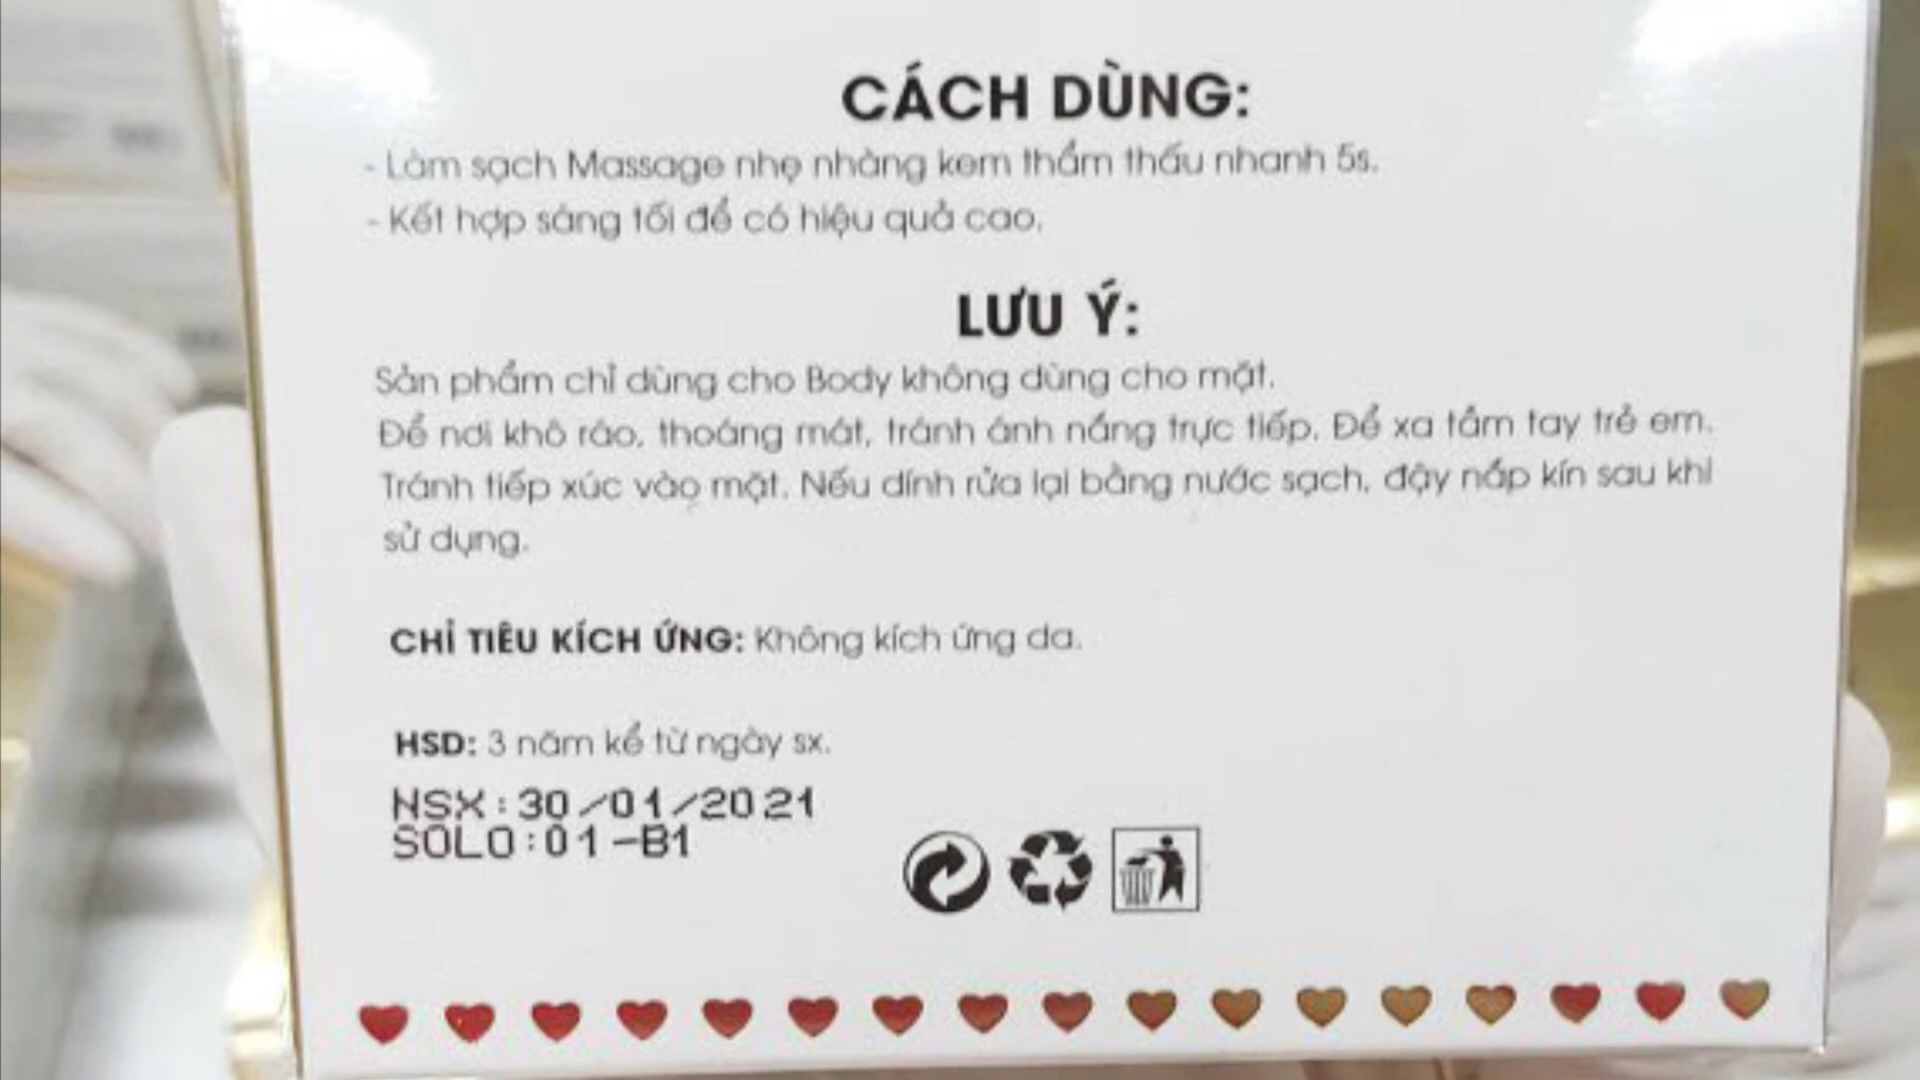 CÁCH DÙNG:
- Làm sạch Massage nhẹ nhàng kem thẩm thấu nhanh 5s.
- Kết hợp sáng tối để có hiệu quả cao.
LƯU Ý:
Sản phẩm chỉ dùng cho Body không dùng cho mặt.
Để nơi khô ráo, thoáng mát, tránh ánh nắng trực tiếp. Để xa tầm tay trẻ em.
Tránh tiếp xúc vào mặt. Nếu dính rửa lại bằng nước sạch, đậy nắp kín sau khi
sử dụng.
CHỈ TIÊU KÍCH ỨNG: Không kích ứng da.
HSD: 3 năm kể từ ngày sx.
NSX:30/01/2021
SOLO:01-B1